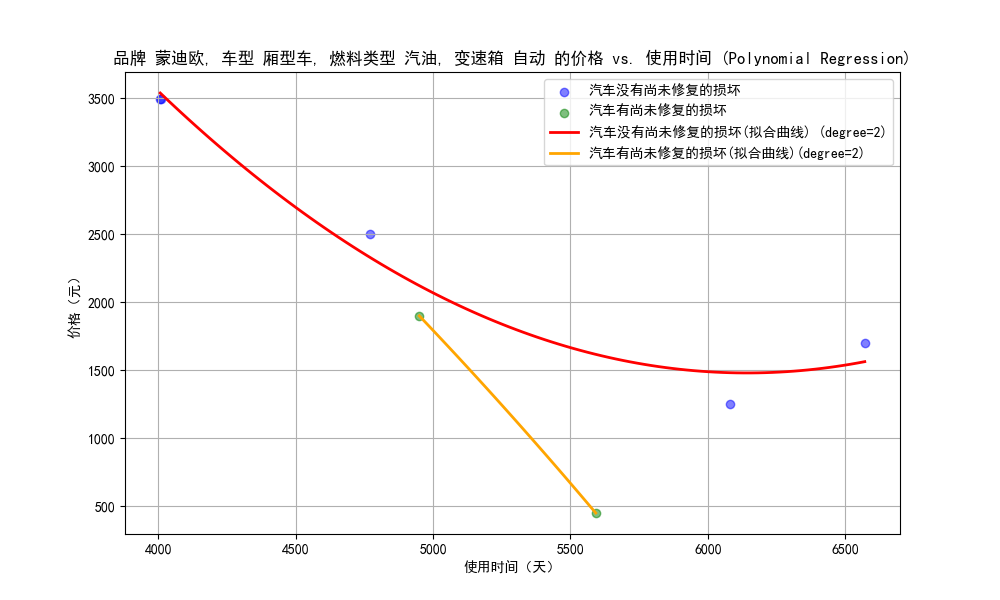 品牌 蒙迪欧, 车型 厢型车, 燃料类型 汽油, 变速箱 自动 的价格 vs. 使用时间 (Polynomial Regression)
汽车没有尚未修复的损坏
汽车有尚未修复的损坏
汽车没有尚未修复的损坏(拟合曲线) (degree=2)
汽车有尚未修复的损坏(拟合曲线)(degree=2)
价格（元）
3500
3000
2500
2000
1500
1000
500
4000 4500 5000 5500 6000 6500
使用时间（天）